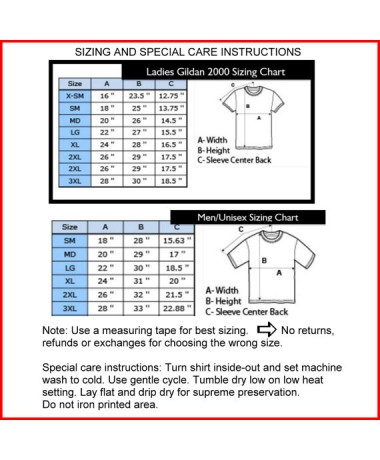 SIZING AND SPECIAL CARE INSTRUCTIONS
Ladies Gildan 2000 Sizing Chart
Size A B C
X-SM 16 " 23.5 " 12.75 "
SM 18 " 25 " 13.75 "
MD 20 " 26 " 14.5 "
LG 22 " 27 " 15.5 "
XL 24 " 28 " 16.5 "
2XL 26 " 29 " 17.5 "
2XL 26 " 29 " 17.5 "
3XL 28 " 30 " 18.5 "
C
B
A
A- Width
B- Height
C- Sleeve Center Back
Men/Unisex Sizing Chart
Size A B C
SM 18 " 28 " 15.63 "
MD 20 " 29 " 17 "
LG 22 " 30 " 18.5 "
XL 24 " 31 " 20 "
2XL 26 " 32 " 21.5 "
3XL 28 " 33 " 22.88 "
C
B
A
A - Width
B - Height
C - Sleeve Center Back
Note: Use a measuring tape for best sizing. No returns,
refunds or exchanges for choosing the wrong size.
Special care instructions: Turn shirt inside-out and set machine
wash to cold. Use gentle cycle. Tumble dry low on low heat
setting. Lay flat and drip dry for supreme preservation.
Do not iron printed area.